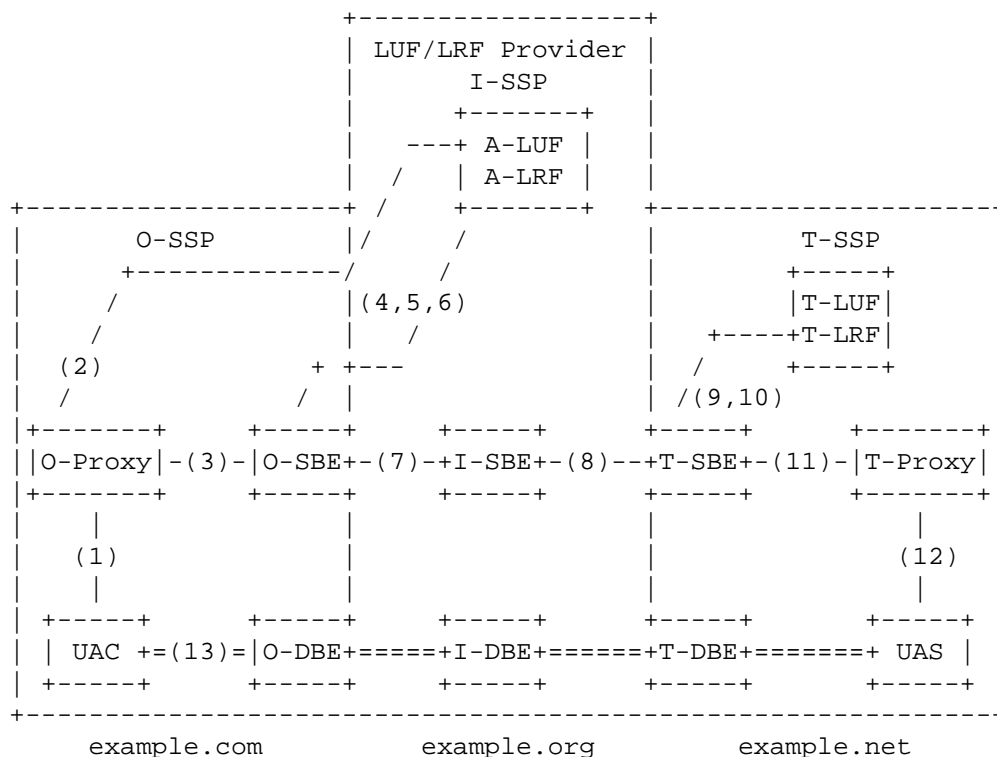 LUF/LRF Provider
I-SSP
A-LUF
A-LRF
O-SSP T-SSP
T-LUF
(4,5,6)
T-LRF
(2)
(9,10)
O-Proxy -(3)- O-SBE -(7)- I-SBE -(8)-- T-SBE -(11)- T-Proxy
(1) (12)
UAC =(13)= O-DBE ===== I-DBE ====== T-DBE ======= UAS
example.com example.org example.net